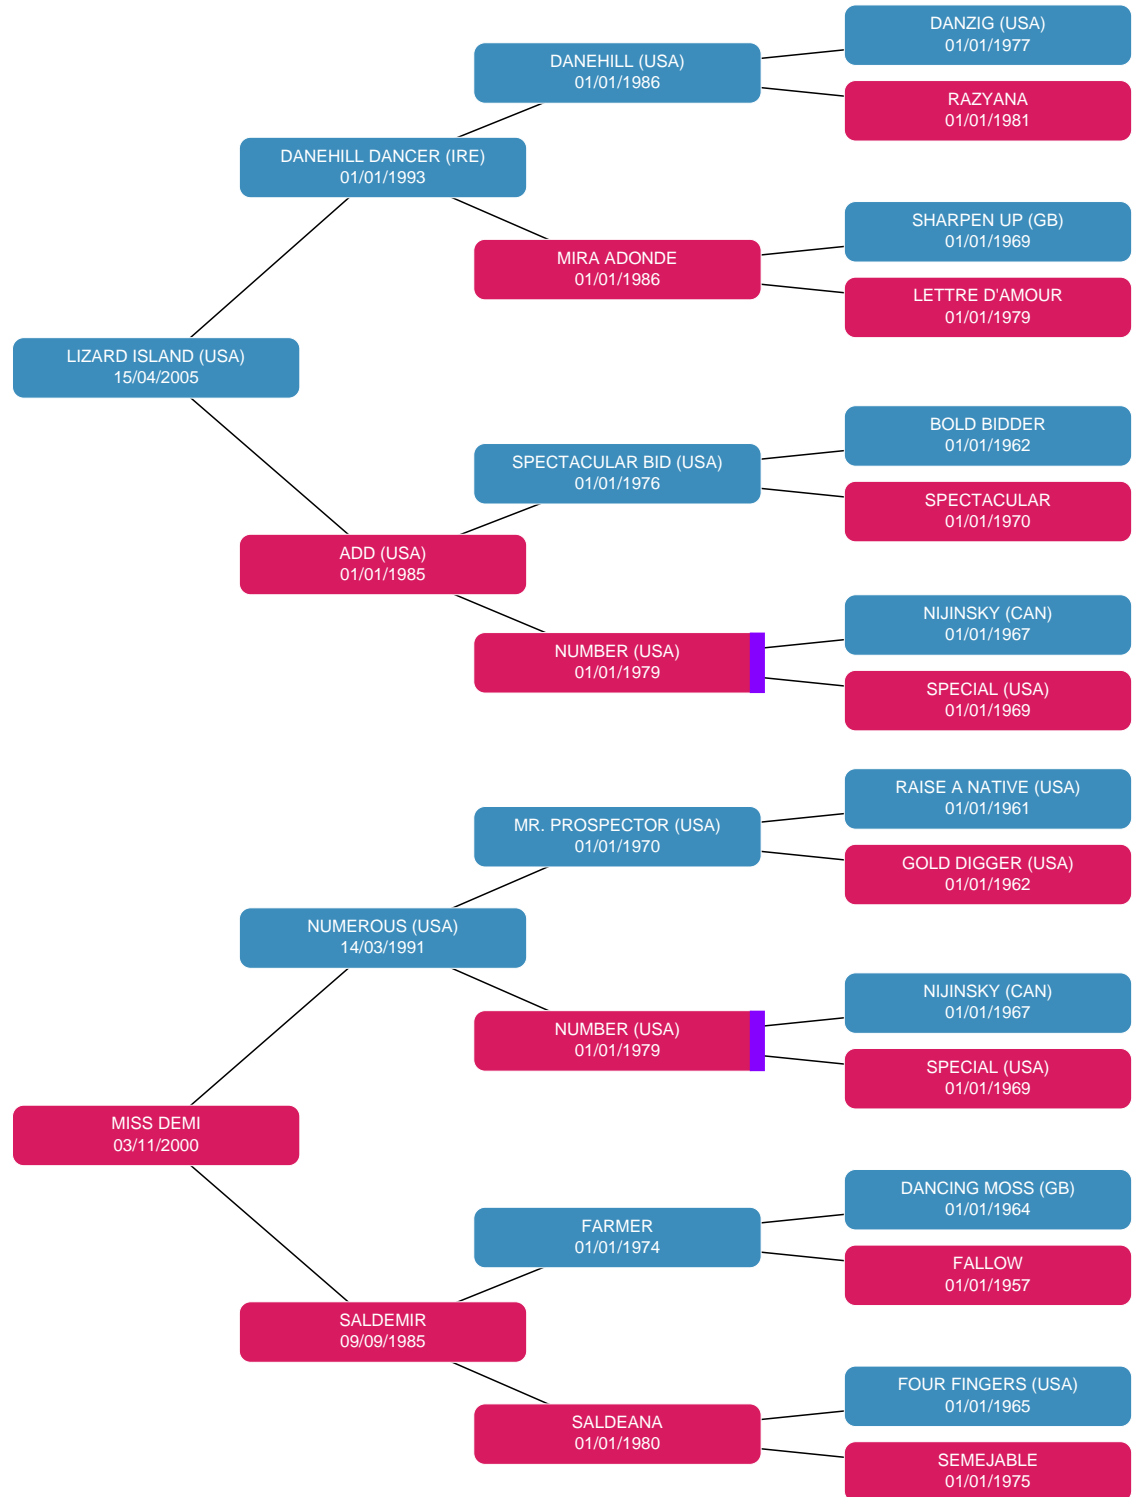 DANZIG (USA)
01/01/1977
DANEHILL (USA)
01/01/1986
RAZYANA
01/01/1981
DANEHILL DANCER (IRE)
01/01/1993
SHARPEN UP (GB)
01/01/1969
MIRA ADONDE
01/01/1986
LETTRE D'AMOUR
01/01/1979
LIZARD ISLAND (USA)
15/04/2005
BOLD BIDDER
01/01/1962
SPECTACULAR BID (USA)
01/01/1976
SPECTACULAR
01/01/1970
ADD (USA)
01/01/1985
NIJINSKY (CAN)
01/01/1967
NUMBER (USA)
01/01/1979
SPECIAL (USA)
01/01/1969
RAISE A NATIVE (USA)
01/01/1961
MR. PROSPECTOR (USA)
01/01/1970
GOLD DIGGER (USA)
01/01/1962
NUMEROUS (USA)
14/03/1991
NIJINSKY (CAN)
01/01/1967
NUMBER (USA)
01/01/1979
SPECIAL (USA)
01/01/1969
MISS DEMI
03/11/2000
DANCING MOSS (GB)
01/01/1964
FARMER
01/01/1974
FALLOW
01/01/1957
SALDEMIR
09/09/1985
FOUR FINGERS (USA)
01/01/1965
SALDEANA
01/01/1980
SEMEJABLE
01/01/1975